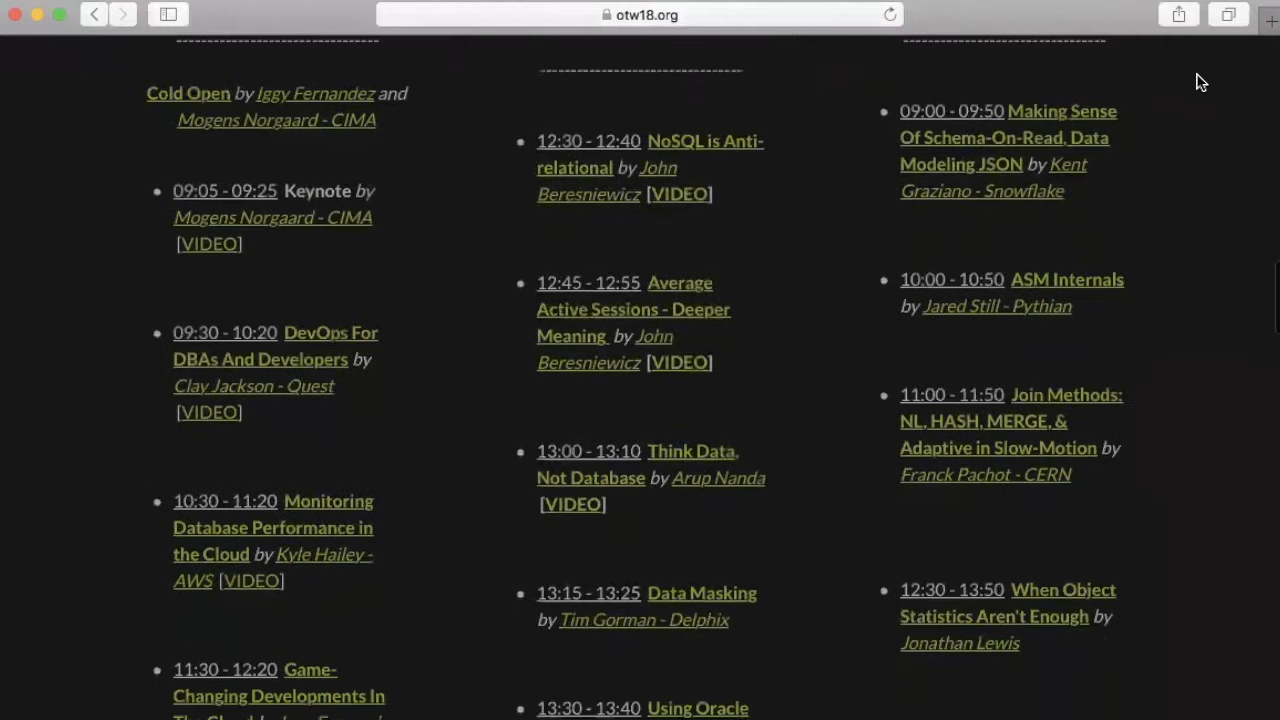 otw18.org
Cold Open by Iggy Fernandez and
Mogens Norgaard - CIMA
09:05 - 09:25 Keynote by
Mogens Norgaard - CIMA
[VIDEO]
09:30 - 10:20 DevOps For
DBAs And Developers by
Clay Jackson - Quest
[VIDEO]
10:30 - 11:20 Monitoring
Database Performance in
the Cloud by Kyle Hailey -
AWS [VIDEO]
11:30 - 12:20 Game-
Changing Developments In
12:30 - 12:40 NoSQL is Anti-
relational by John
Beresniewicz [VIDEO]
12:45 - 12:55 Average
Active Sessions - Deeper
Meaning by John
Beresniewicz [VIDEO]
13:00 - 13:10 Think Data,
Not Database by Arup Nanda
[VIDEO]
13:15 - 13:25 Data Masking
by Tim Gorman - Delphix
13:30 - 13:40 Using Oracle
09:00 - 09:50 Making Sense
Of Schema-On-Read, Data
Modeling JSON by Kent
Graziano - Snowflake
10:00 - 10:50 ASM Internals
by Jared Still - Pythian
11:00 - 11:50 Join Methods:
NL, HASH, MERGE, &
Adaptive in Slow-Motion by
Franck Pachot - CERN
12:30 - 13:50 When Object
Statistics Aren't Enough by
Jonathan Lewis